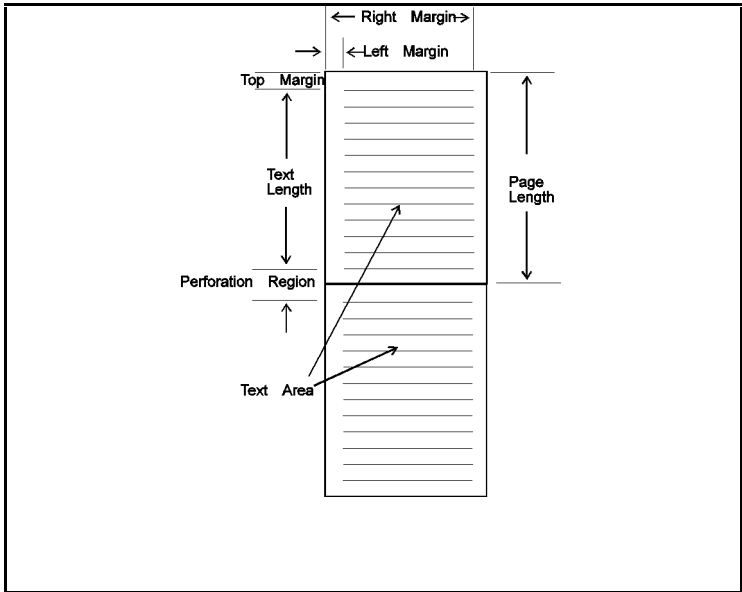 Right Margin
Left Margin
Top Margin
Text
Length
Page
Length
Perforation Region
Text Area